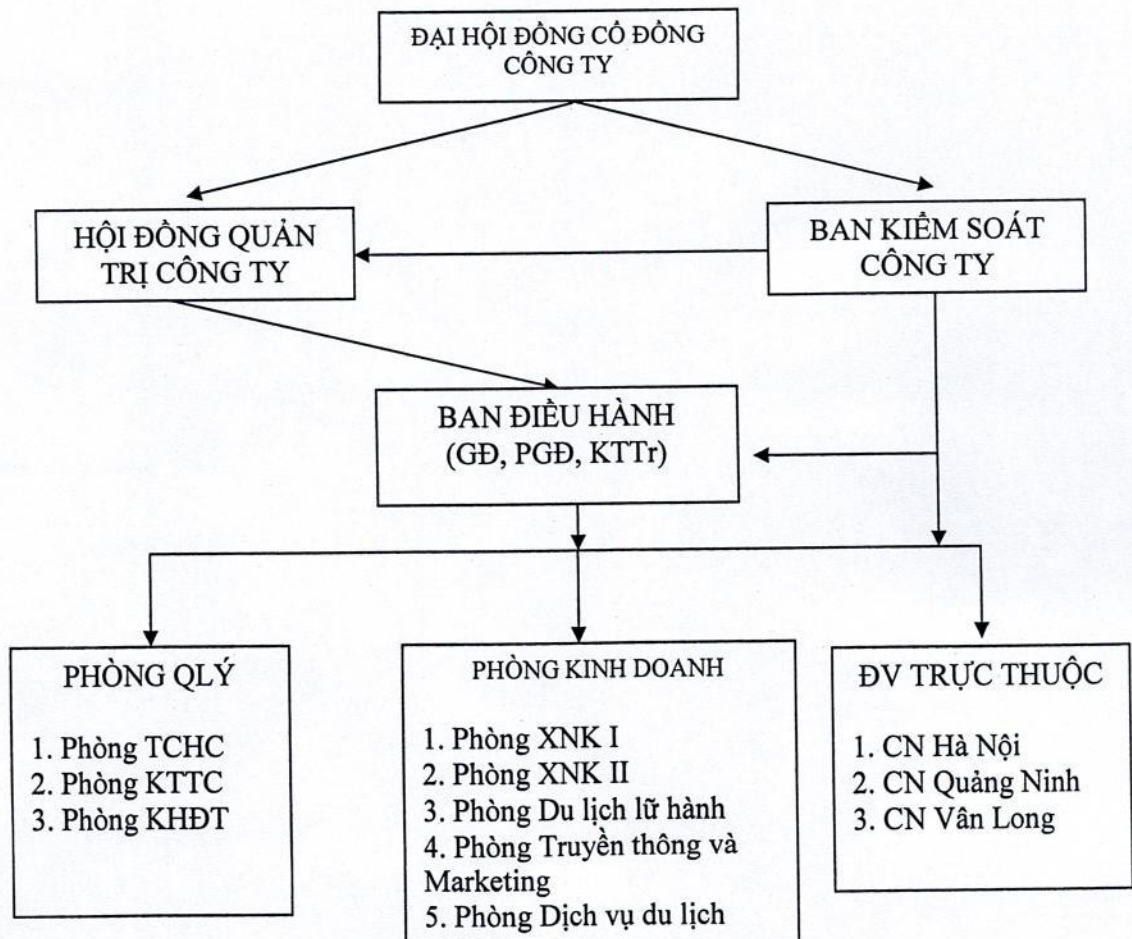 ĐẠI HỘI ĐỒNG CỔ ĐÔNG
CÔNG TY
HỘI ĐỒNG QUẢN
TRỊ CÔNG TY
BAN KIỂM SOÁT
CÔNG TY
BAN ĐIỀU HÀNH
(GĐ, PGĐ, KTTr)
PHÒNG QLÝ
1. Phòng TCHC
2. Phòng KTTC
3. Phòng KHĐT
PHÒNG KINH DOANH
1. Phòng XNK I
2. Phòng XNK II
3. Phòng Du lịch lữ hành
4. Phòng Truyền thông và
Marketing
5. Phòng Dịch vụ du lịch
ĐV TRỰC THUỘC
1. CN Hà Nội
2. CN Quảng Ninh
3. CN Vân Long